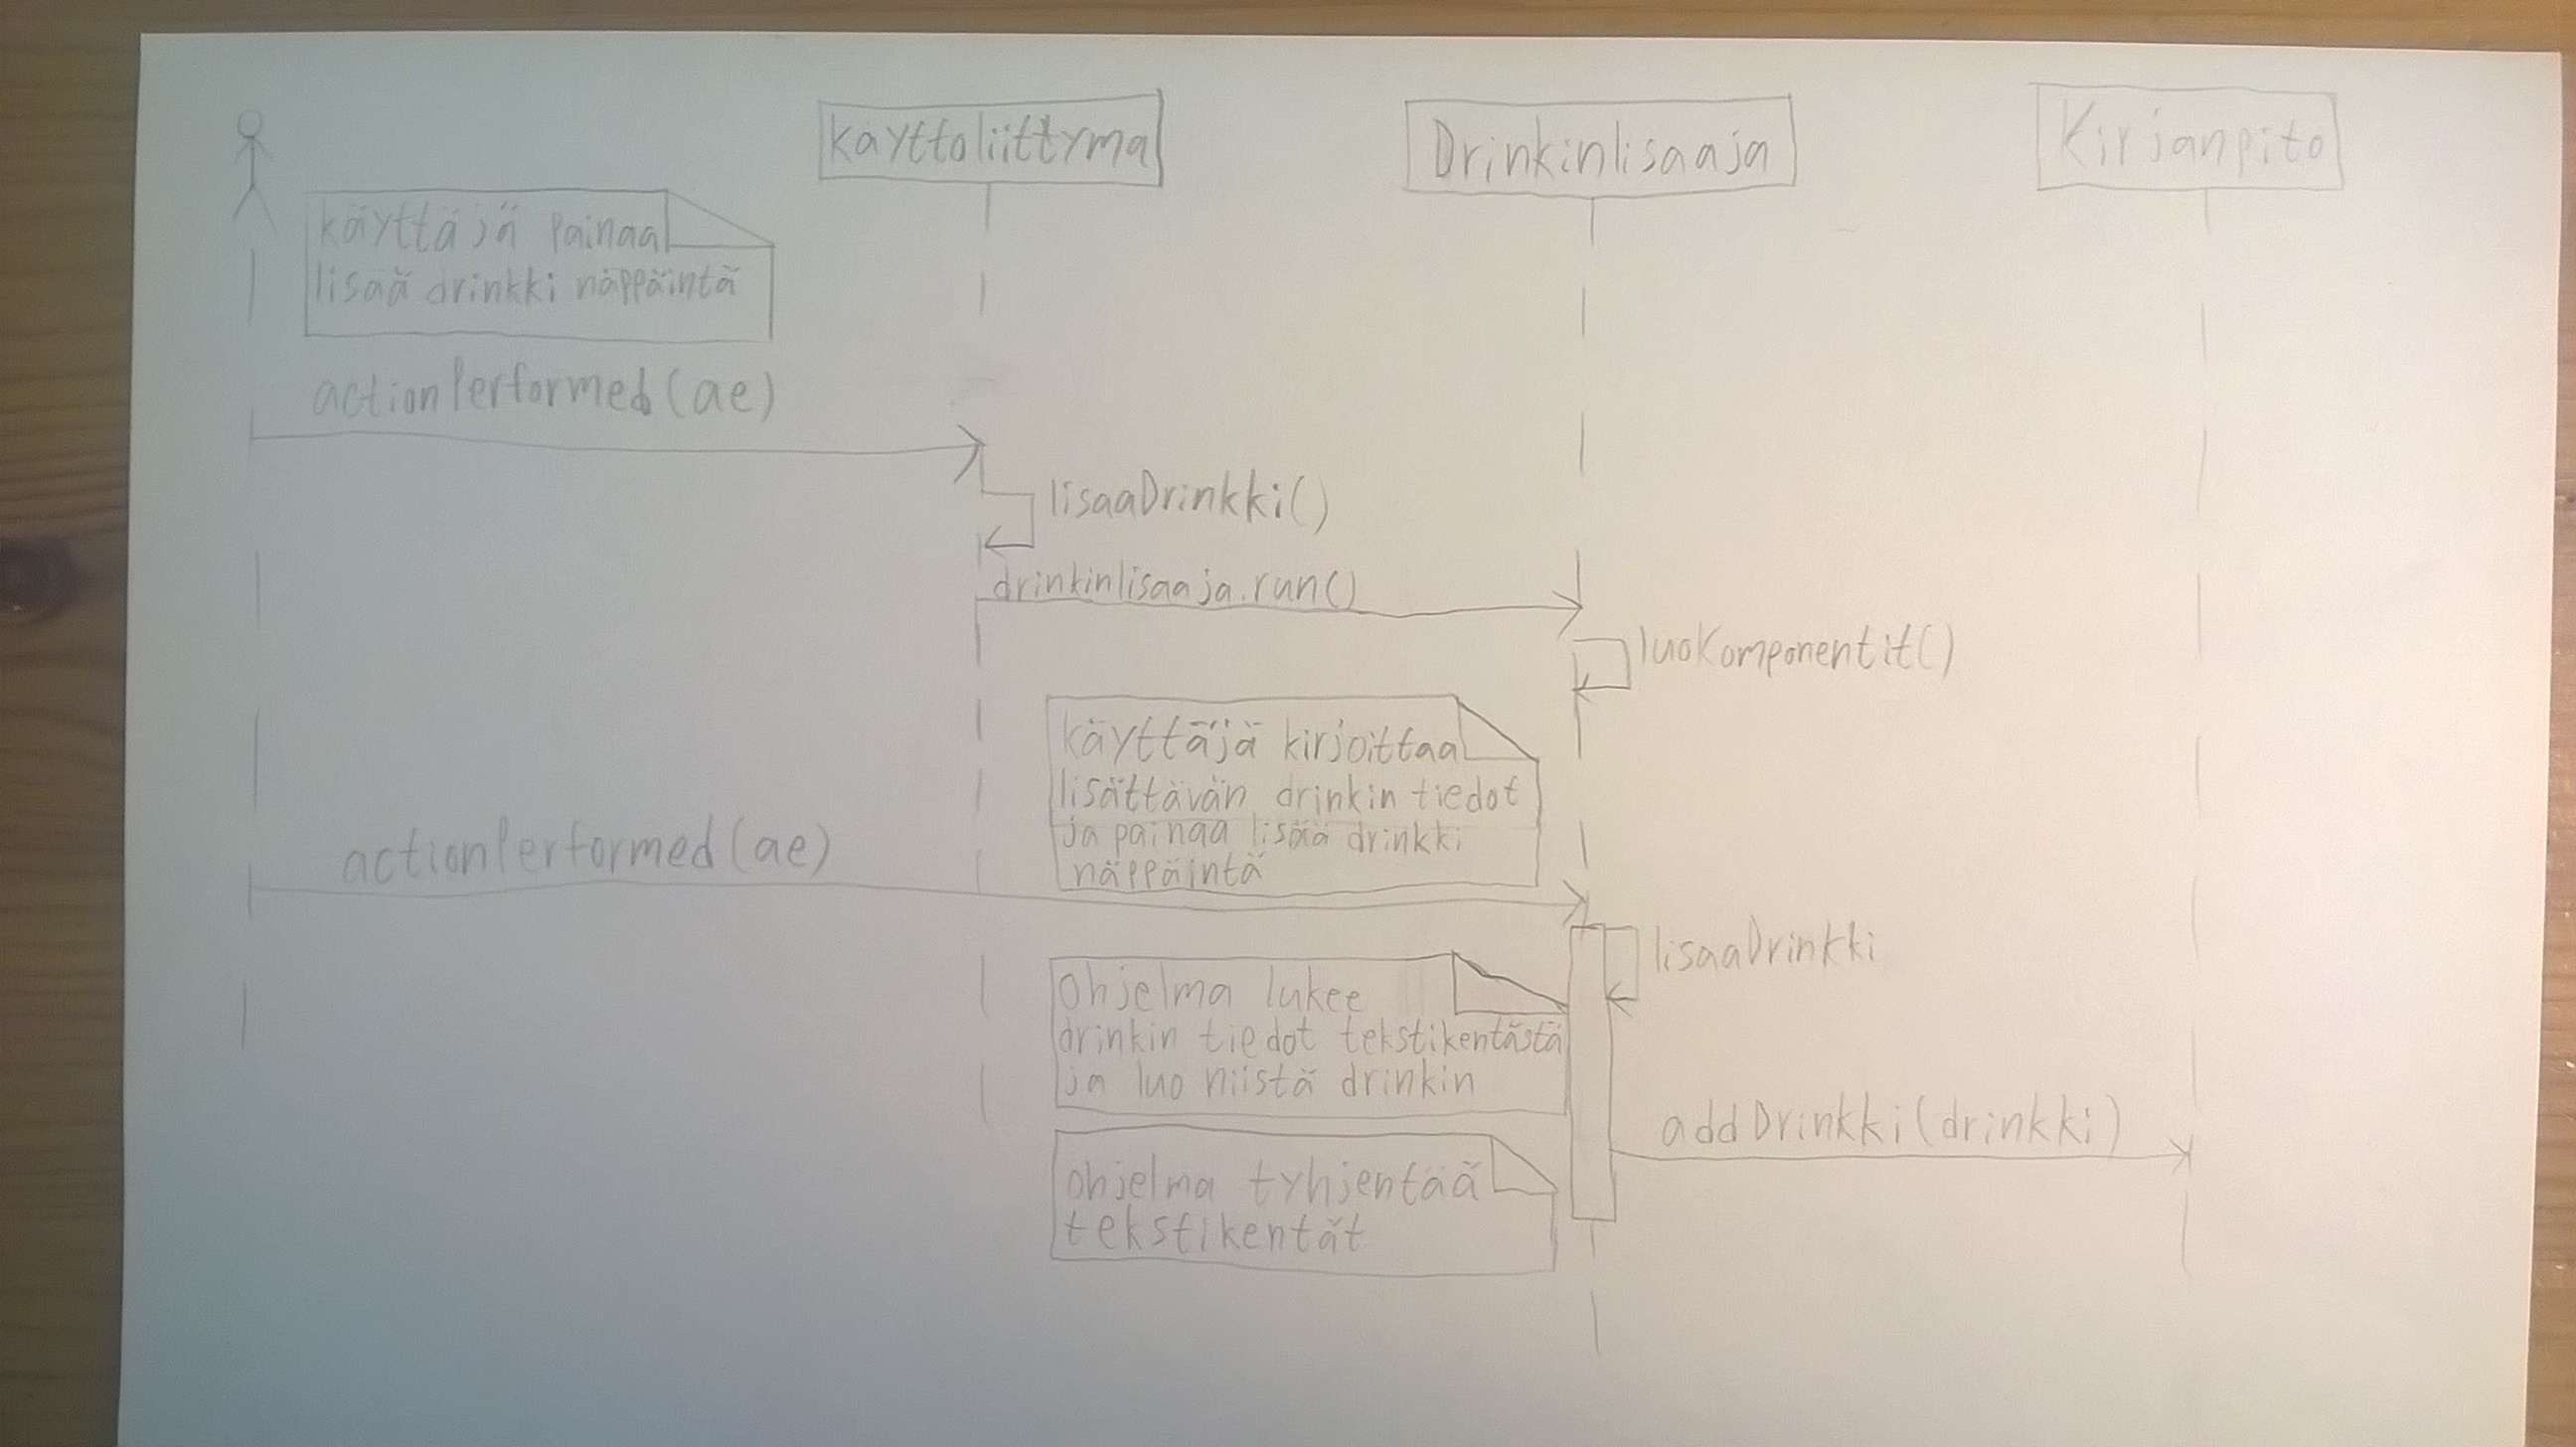 kayttoliittyma
Drinkinlisaaja
Kirjanpito
käyttäjä painaa
lisää drinkki näppäintä
actionPerformed(ae)
lisaaDrinkki()
drinkinlisaaja.run()
luoKomponentit()
käyttäjä kirjoittaa
lisättävän drinkin tiedot
ja painaa lisää drinkki
näppäintä
actionPerformed(ae)
lisaaDrinkki
ohjelma lukee
drinkin tiedot tekstikentästä
ja luo niistä drinkin
addDrinkki(drinkki)
ohjelma tyhjentää
tekstikentät